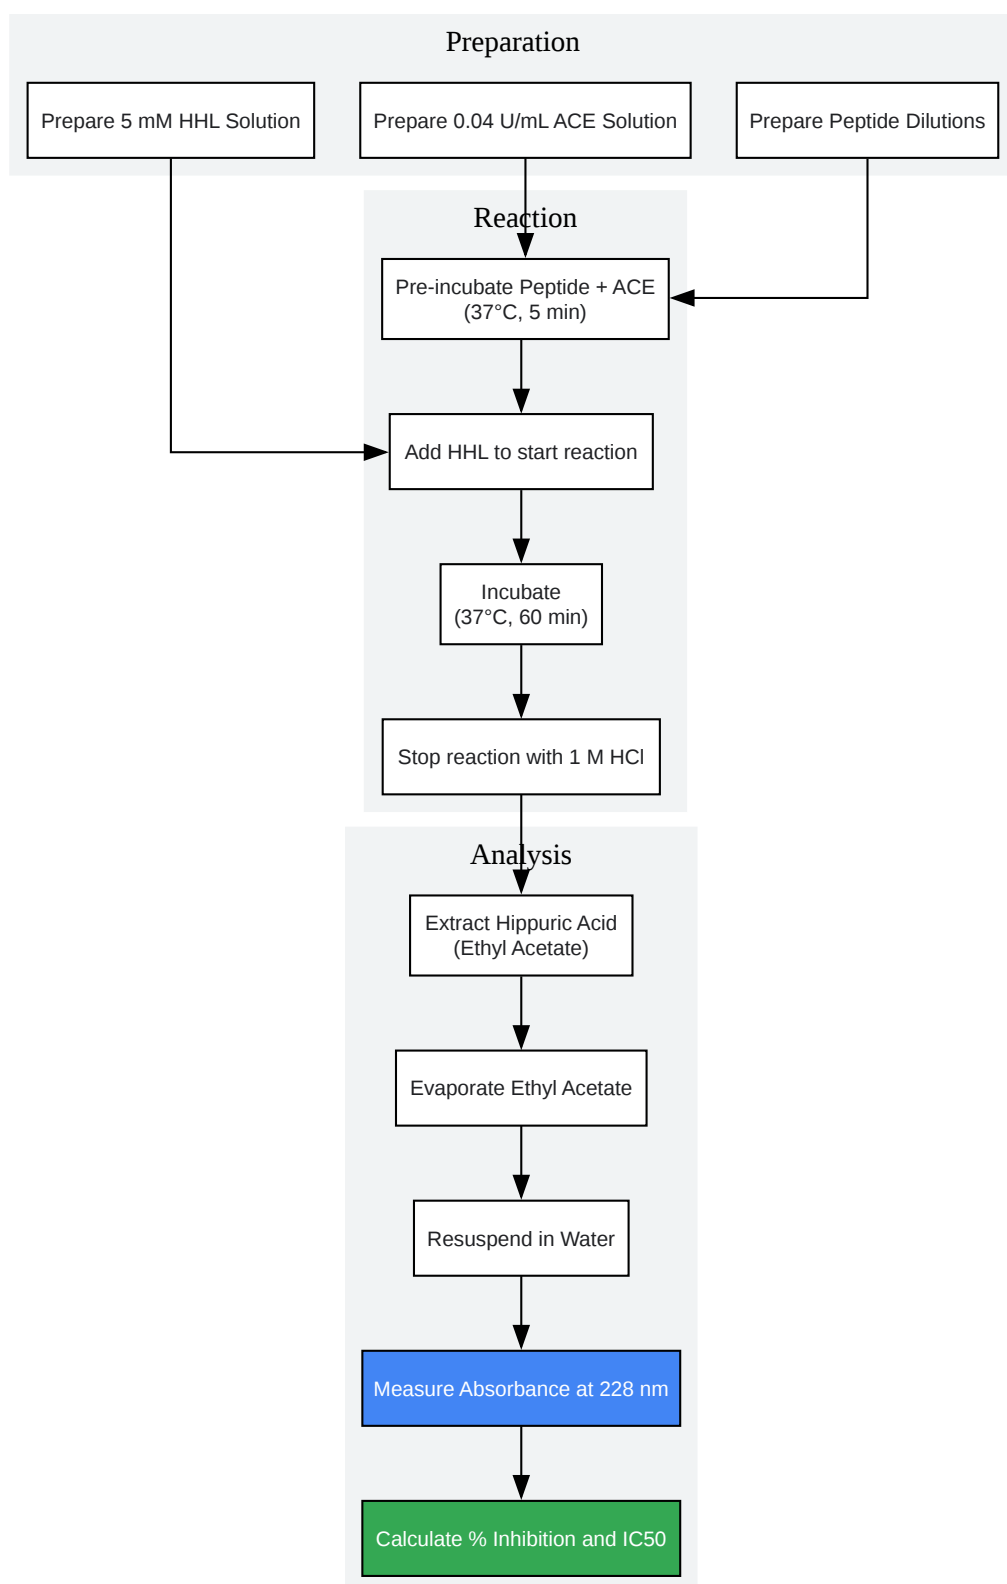 Preparation
Prepare 5 mM HHL Solution
Prepare 0.04 U/mL ACE Solution
Prepare Peptide Dilutions
Reaction
Pre-incubate Peptide + ACE
(37°C, 5 min)
Add HHL to start reaction
Incubate
(37°C, 60 min)
Stop reaction with 1 M HCl
Analysis
Extract Hippuric Acid
(Ethyl Acetate)
Evaporate Ethyl Acetate
Resuspend in Water
Measure Absorbance at 228 nm
Calculate % Inhibition and IC50